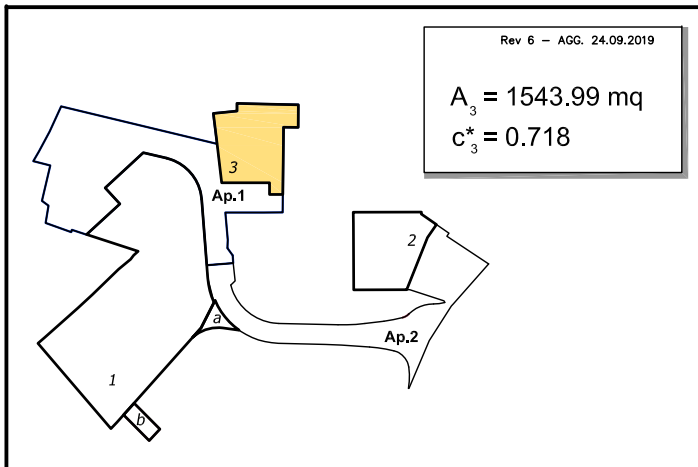 Rev 6 – AGG. 24.09.2019
A3 = 1543.99 mq
c*3 = 0.718
3
Ap.1
2
a
Ap.2
1
b